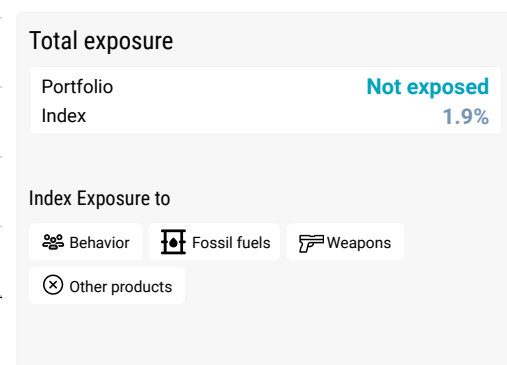 Total exposure
Portfolio Not exposed
Index 1.9%
Index Exposure to
Behavior Fossil fuels Weapons
Other products